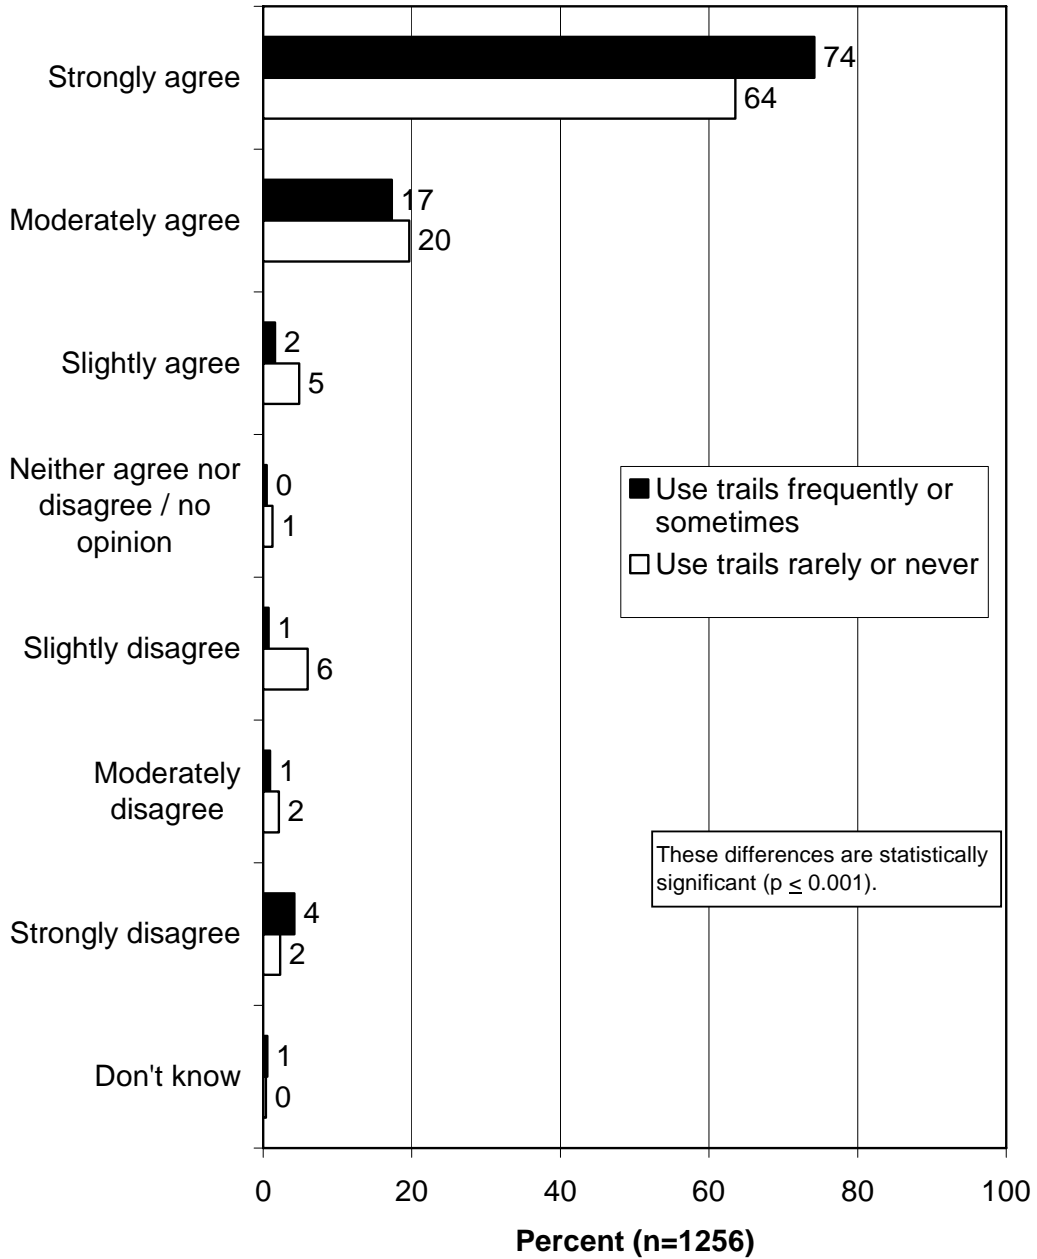 Strongly agree
74
64
Moderately agree
17
20
Slightly agree
2
5
Neither agree nor
disagree / no
opinion
0
1
Use trails frequently or
sometimes
Use trails rarely or never
Slightly disagree
1
6
Moderately
disagree
1
2
These differences are statistically
significant (p ≤ 0.001).
Strongly disagree
4
2
Don't know
1
0
0 20 40 60 80 100
Percent (n=1256)